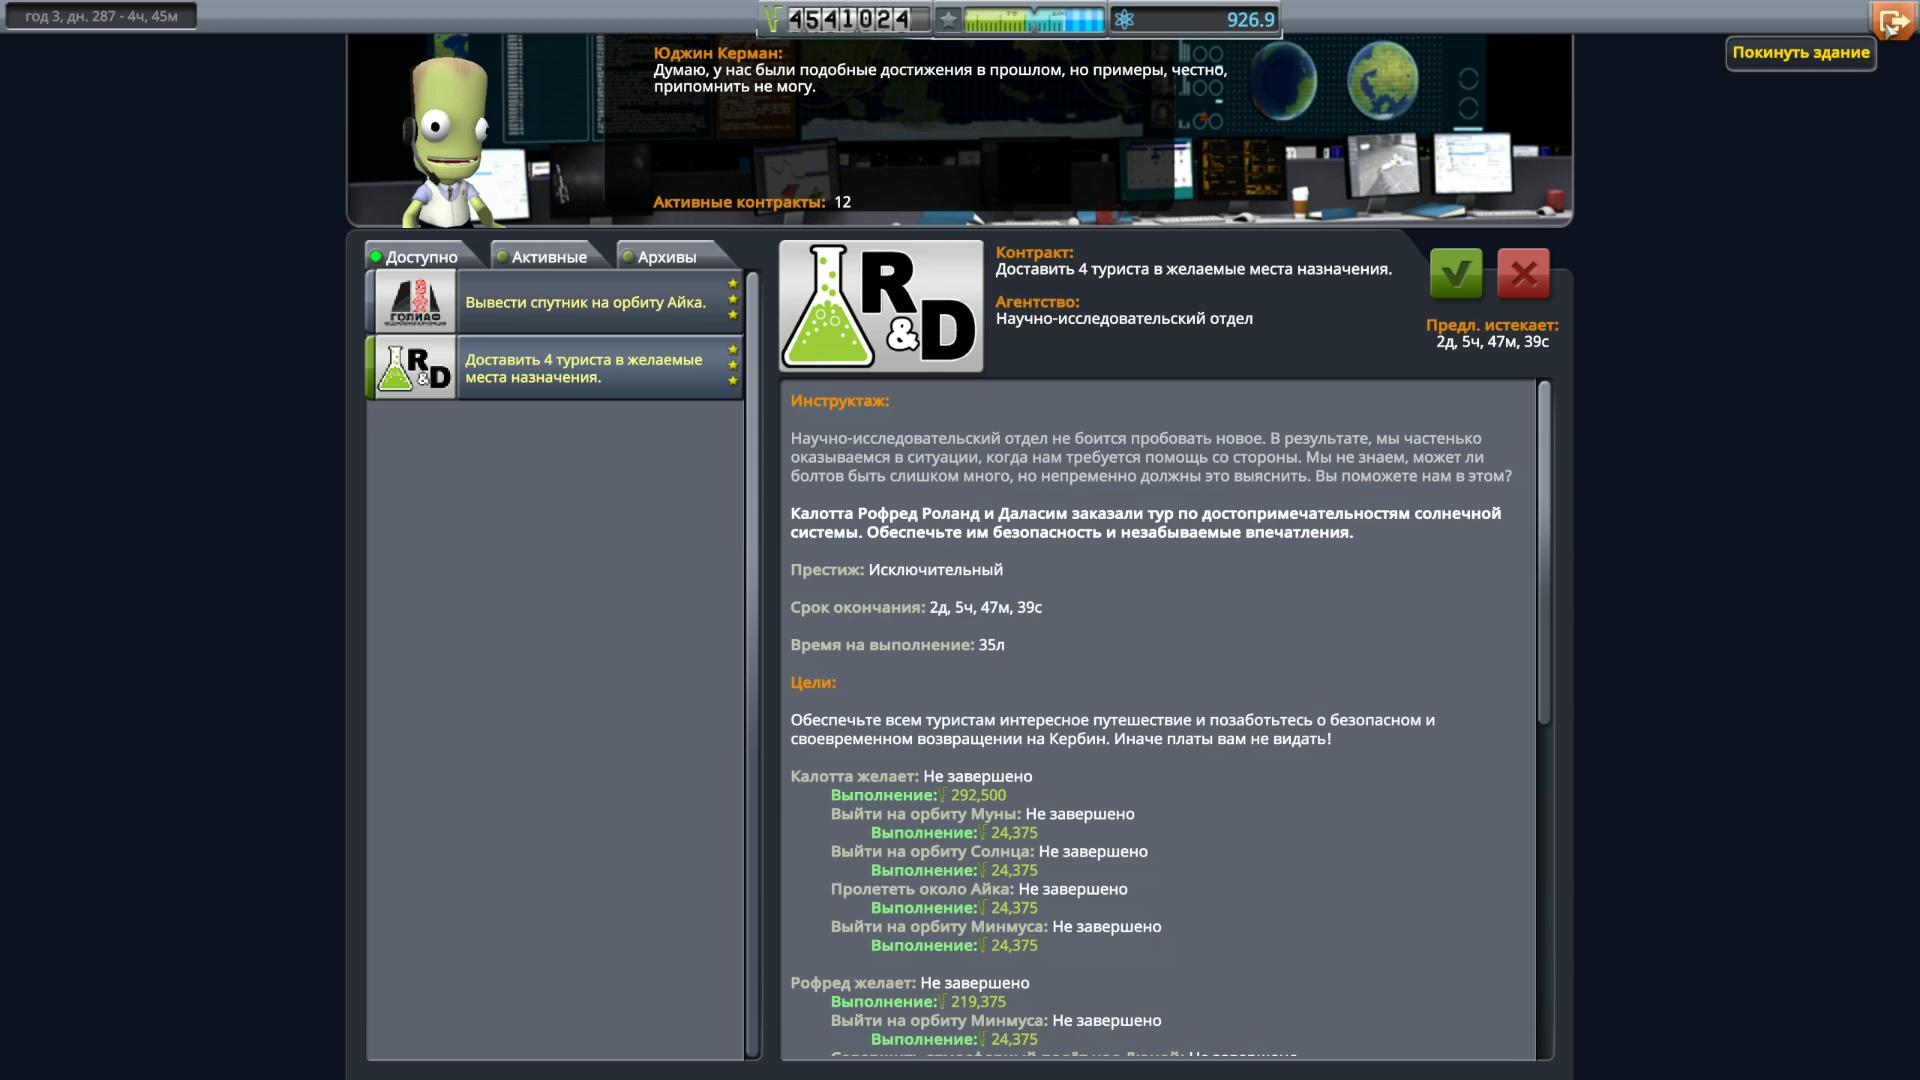 год 3, дн. 287 - 4ч, 45м
4541024
926.9
Покинуть здание
Юджин Керман:
Думаю, у нас были подобные достижения в прошлом, но примеры, честно,
припомнить не могу.
Активные контракты: 12
Доступно
Активные
Архивы
ГОЛИАФ
Вывести спутник на орбиту Айка.
R&D
Доставить 4 туриста в желаемые
места назначения.
R&D
Контракт:
Доставить 4 туриста в желаемые места назначения.
Агентство:
Научно-исследовательский отдел
Предл. истекает:
2д, 5ч, 47м, 39с
Инструктаж:
Научно-исследовательский отдел не боится пробовать новое. В результате, мы частенько
оказываемся в ситуации, когда нам требуется помощь со стороны. Мы не знаем, может ли
болтов быть слишком много, но непременно должны это выяснить. Вы поможете нам в этом?
Калотта Рофред Роланд и Даласим заказали тур по достопримечательностям солнечной
системы. Обеспечьте им безопасность и незабываемые впечатления.
Престиж: Исключительный
Срок окончания: 2д, 5ч, 47м, 39с
Время на выполнение: 35л
Цели:
Обеспечьте всем туристам интересное путешествие и позаботьтесь о безопасном и
своевременном возвращении на Кербин. Иначе платы вам не видать!
Калотта желает: Не завершено
Выполнение: 292,500
Выйти на орбиту Муны: Не завершено
Выполнение: 24,375
Выйти на орбиту Солнца: Не завершено
Выполнение: 24,375
Пролететь около Айка: Не завершено
Выполнение: 24,375
Выйти на орбиту Минмуса: Не завершено
Выполнение: 24,375
Рофред желает: Не завершено
Выполнение: 219,375
Выйти на орбиту Минмуса: Не завершено
Выполнение: 24,375